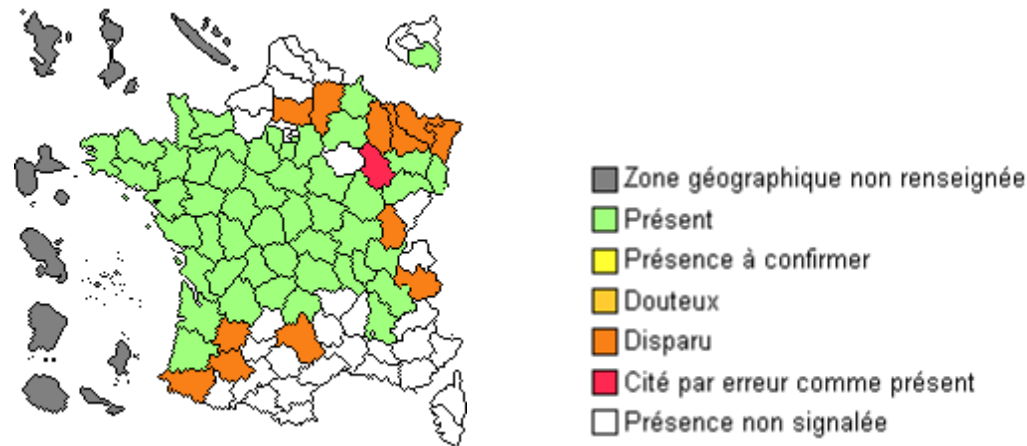 Zone géographique non renseignée
Présent
Présence à confirmer
Douteux
Disparu
Cité par erreur comme présent
Présence non signalée